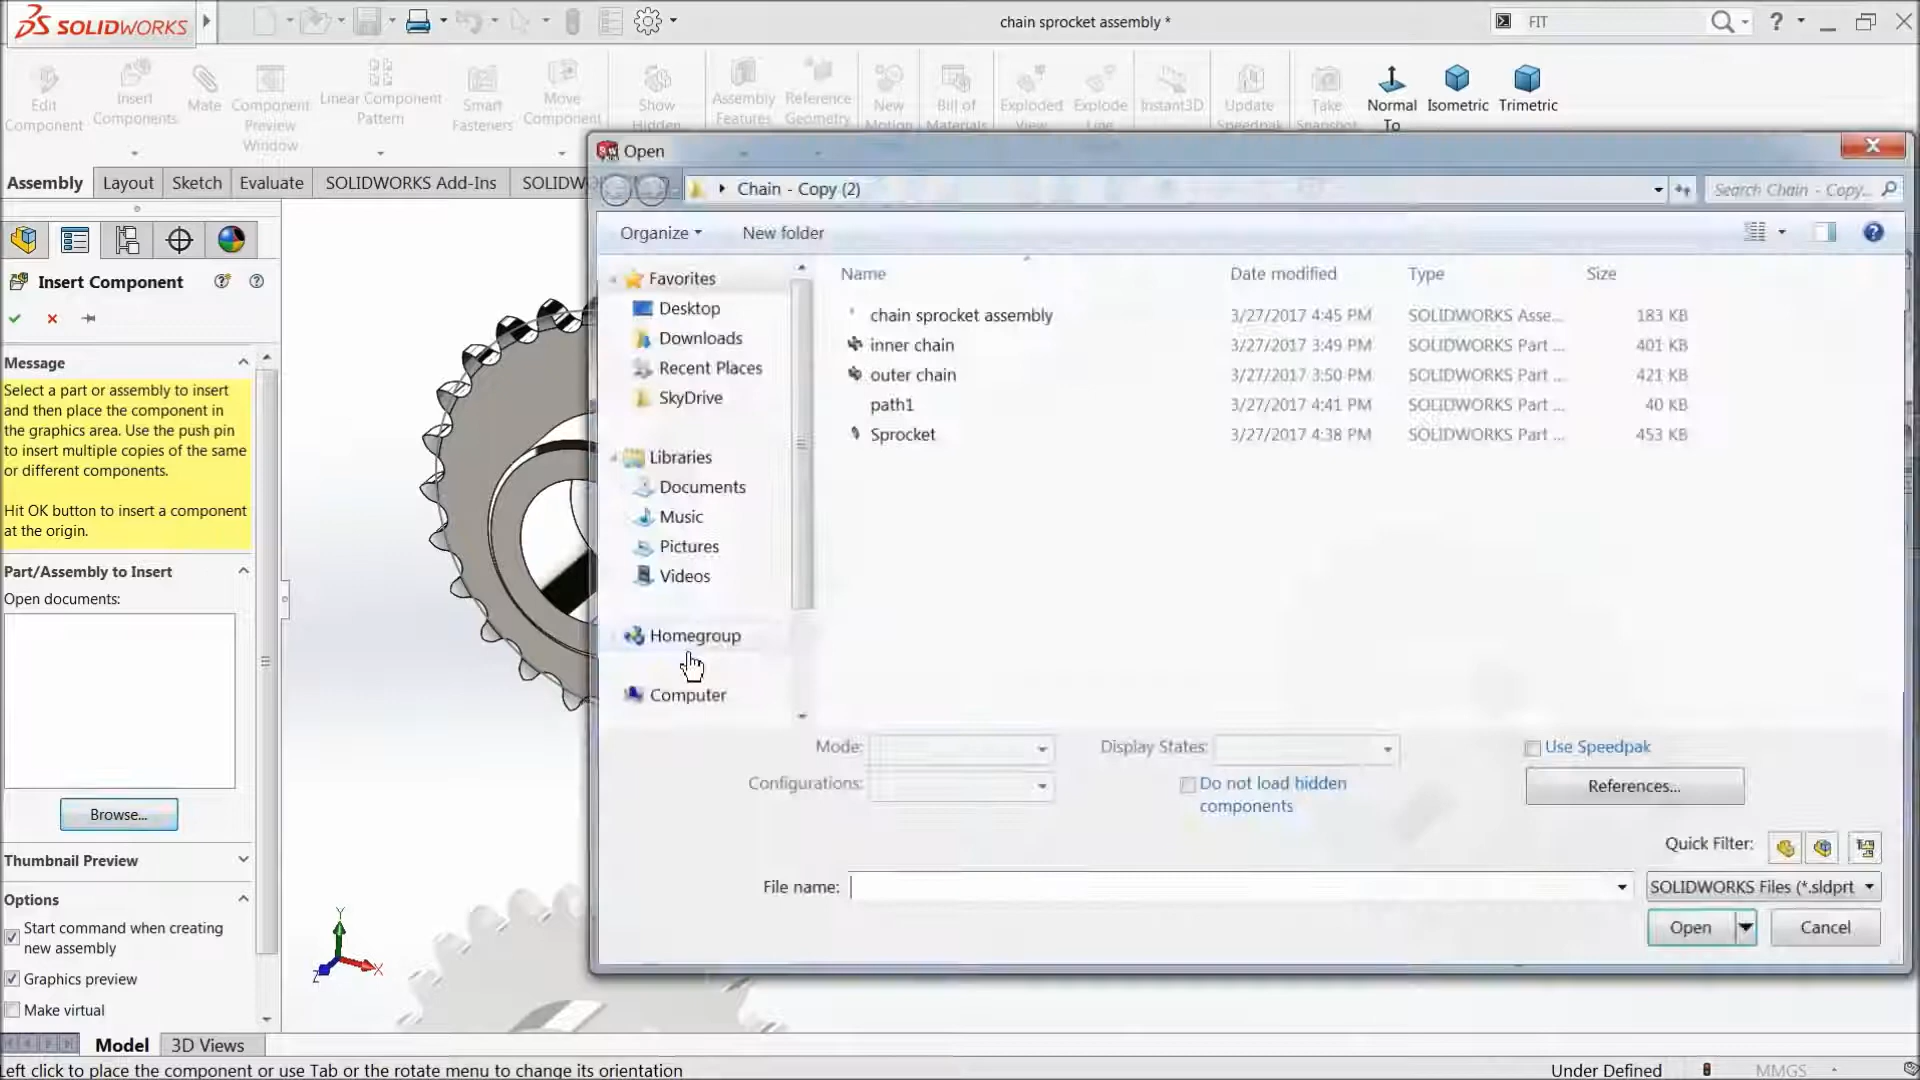 SOLIDWORKS
chain sprocket assembly *
FIT
Edit Component
Insert Components
Mate
Component Preview Window
Linear Component Pattern
Smart Fasteners
Move Component
Show Hidden
Assembly Features
Reference Geometry
New Motion
Bill of Materials
Exploded View
Explode Line
Instant3D
Update Speedpak
Take Snapshot
Normal To
Isometric
Trimetric
Assembly
Layout
Sketch
Evaluate
SOLIDWORKS Add-Ins
SOLIDW
Insert Component
Message
Select a part or assembly to insert
and then place the component in
the graphics area. Use the push pin
to insert multiple copies of the same
or different components.
Hit OK button to insert a component
at the origin.
Part/Assembly to Insert
Open documents:
Browse...
Thumbnail Preview
Options
Start command when creating
new assembly
Graphics preview
Make virtual
Open
Chain - Copy (2)
Search Chain - Copy...
Organize
New folder
Favorites
Desktop
Downloads
Recent Places
SkyDrive
Libraries
Documents
Music
Pictures
Videos
Homegroup
Computer
Name Date modified Type Size
chain sprocket assembly 3/27/2017 4:45 PM SOLIDWORKS Asse... 183 KB
inner chain 3/27/2017 3:49 PM SOLIDWORKS Part ... 401 KB
outer chain 3/27/2017 3:50 PM SOLIDWORKS Part ... 421 KB
path1 3/27/2017 4:41 PM SOLIDWORKS Part ... 40 KB
Sprocket 3/27/2017 4:38 PM SOLIDWORKS Part ... 453 KB
Mode:
Display States:
Use Speedpak
Configurations:
Do not load hidden
components
References...
Quick Filter:
File name:
SOLIDWORKS Files (*.sldprt
Open
Cancel
Y
X
Z
Model
3D Views
Left click to place the component or use Tab or the rotate menu to change its orientation
Under Defined
MMGS